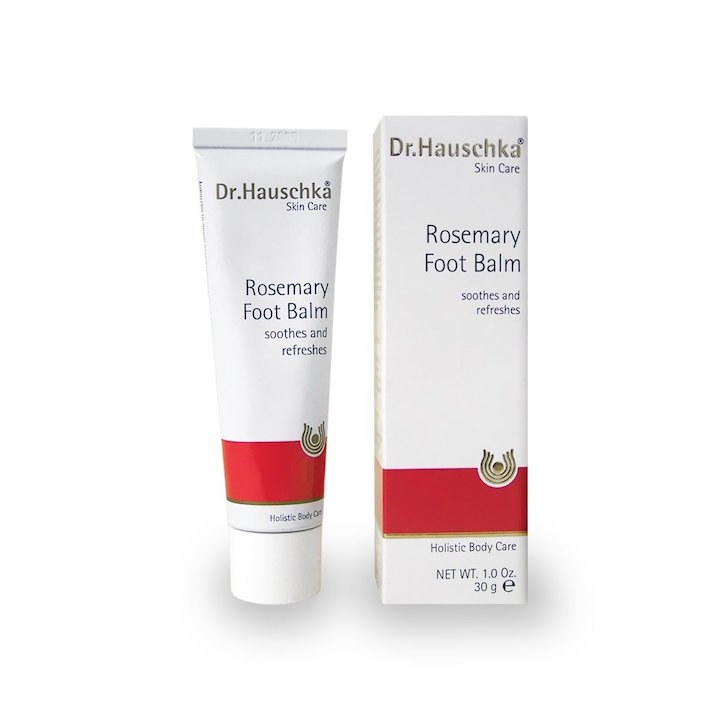 Dr.Hauschka®
Skin Care
Rosemary
Foot Balm
soothes and
refreshes
Holistic Body Care
Dr.Hauschka®
Skin Care
Rosemary
Foot Balm
soothes and
refreshes
Holistic Body Care
NET WT. 1.0 Oz.
30 g ℮